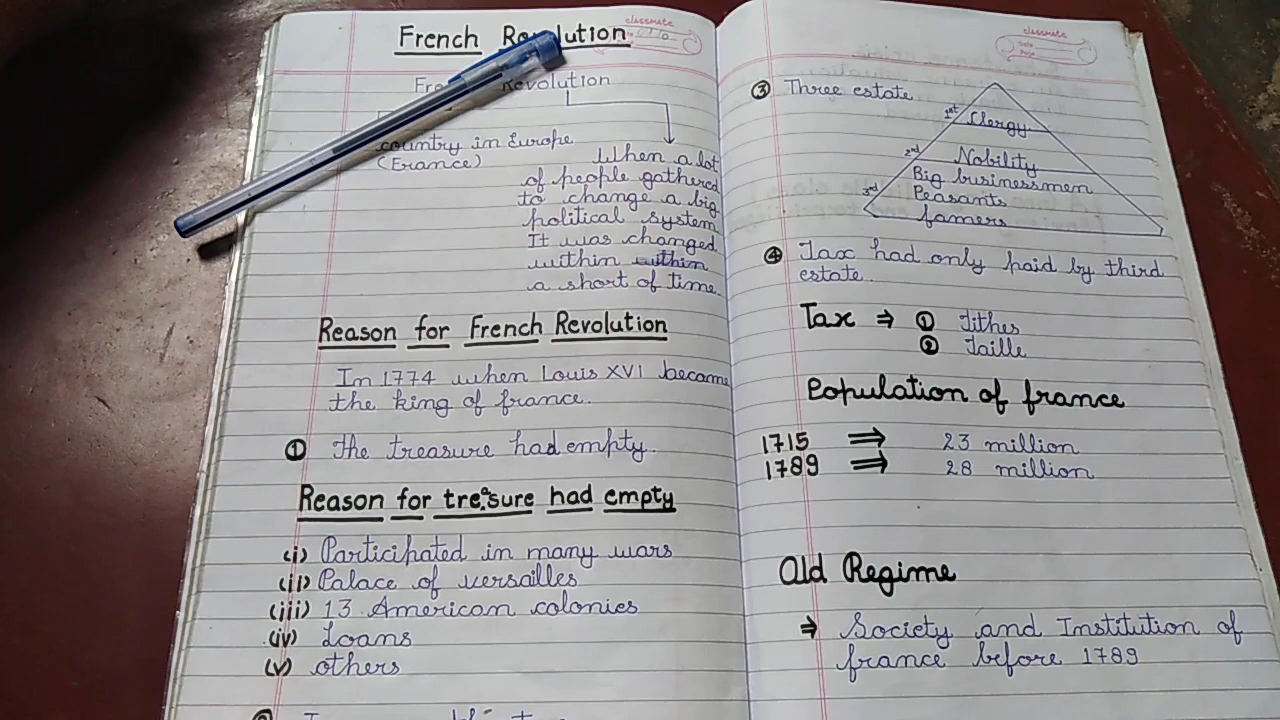 French Revolution
classmate
Revolution
country in Europe
(France)
When a lot
of people gathered
to change a big
political system
It was changed
within within
a short of time.
Reason for French Revolution
In 1774 when Louis XVI became
the king of france.
① The treasure had empty.
Reason for treasure had empty
(i) Participated in many wars
(ii) Palace of versailles
(iii) 13 American colonies
(iv) Loans
(v) others
classmate
Date
Page
③ Three estate
1st Clergy
2nd Nobility
Big businessmen
3rd Peasants
famers
④ Tax had only paid by third
estate.
Tax ⇒ ① Tithes
② Taille
Population of france
1715 ⇒ 23 million
1789 ⇒ 28 million
Old Regime
⇒ Society and Institution of
france before 1789